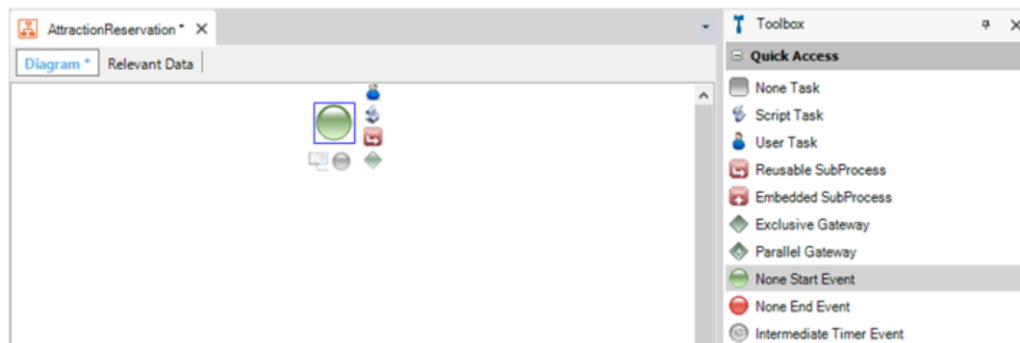 AttractionReservation *
Diagram *
Relevant Data
Toolbox
Quick Access
None Task
Script Task
User Task
Reusable SubProcess
Embedded SubProcess
Exclusive Gateway
Parallel Gateway
None Start Event
None End Event
Intermediate Timer Event